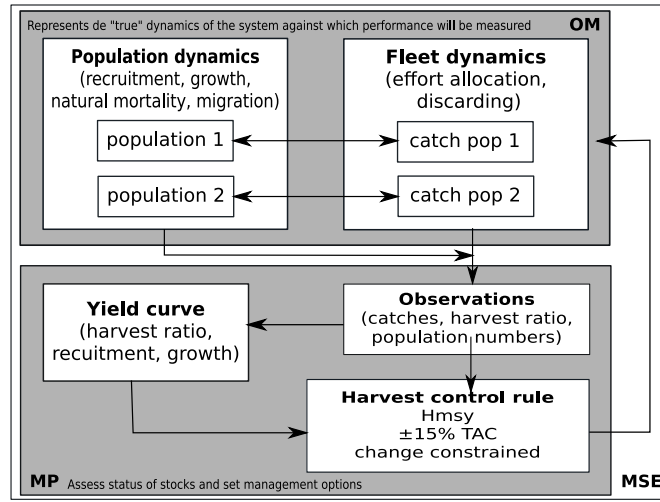 Represents de "true" dynamics of the system against which performance will be measured
OM
Population dynamics
(recruitment, growth,
natural mortality, migration)
population 1
population 2
Fleet dynamics
(effort allocation,
discarding)
catch pop 1
catch pop 2
Yield curve
(harvest ratio,
recuitment, growth)
Observations
(catches, harvest ratio,
population numbers)
Harvest control rule
Hmsy
±15% TAC
change constrained
MP Assess status of stocks and set management options
MSE